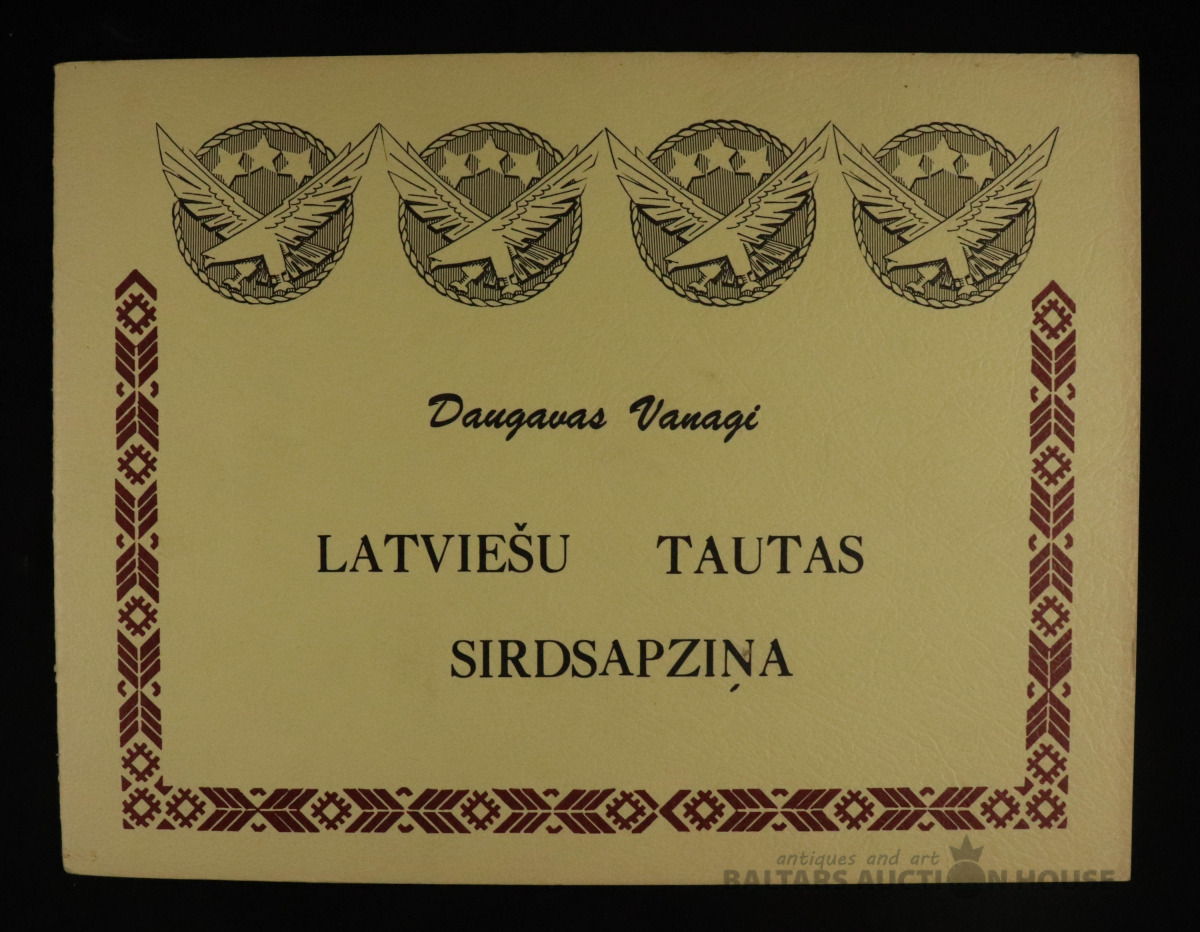 Daugavas Vanagi
LATVIEŠU TAUTAS
SIRDSAPZIŅA
antiques and art
BALTARS AUCTION HOUSE